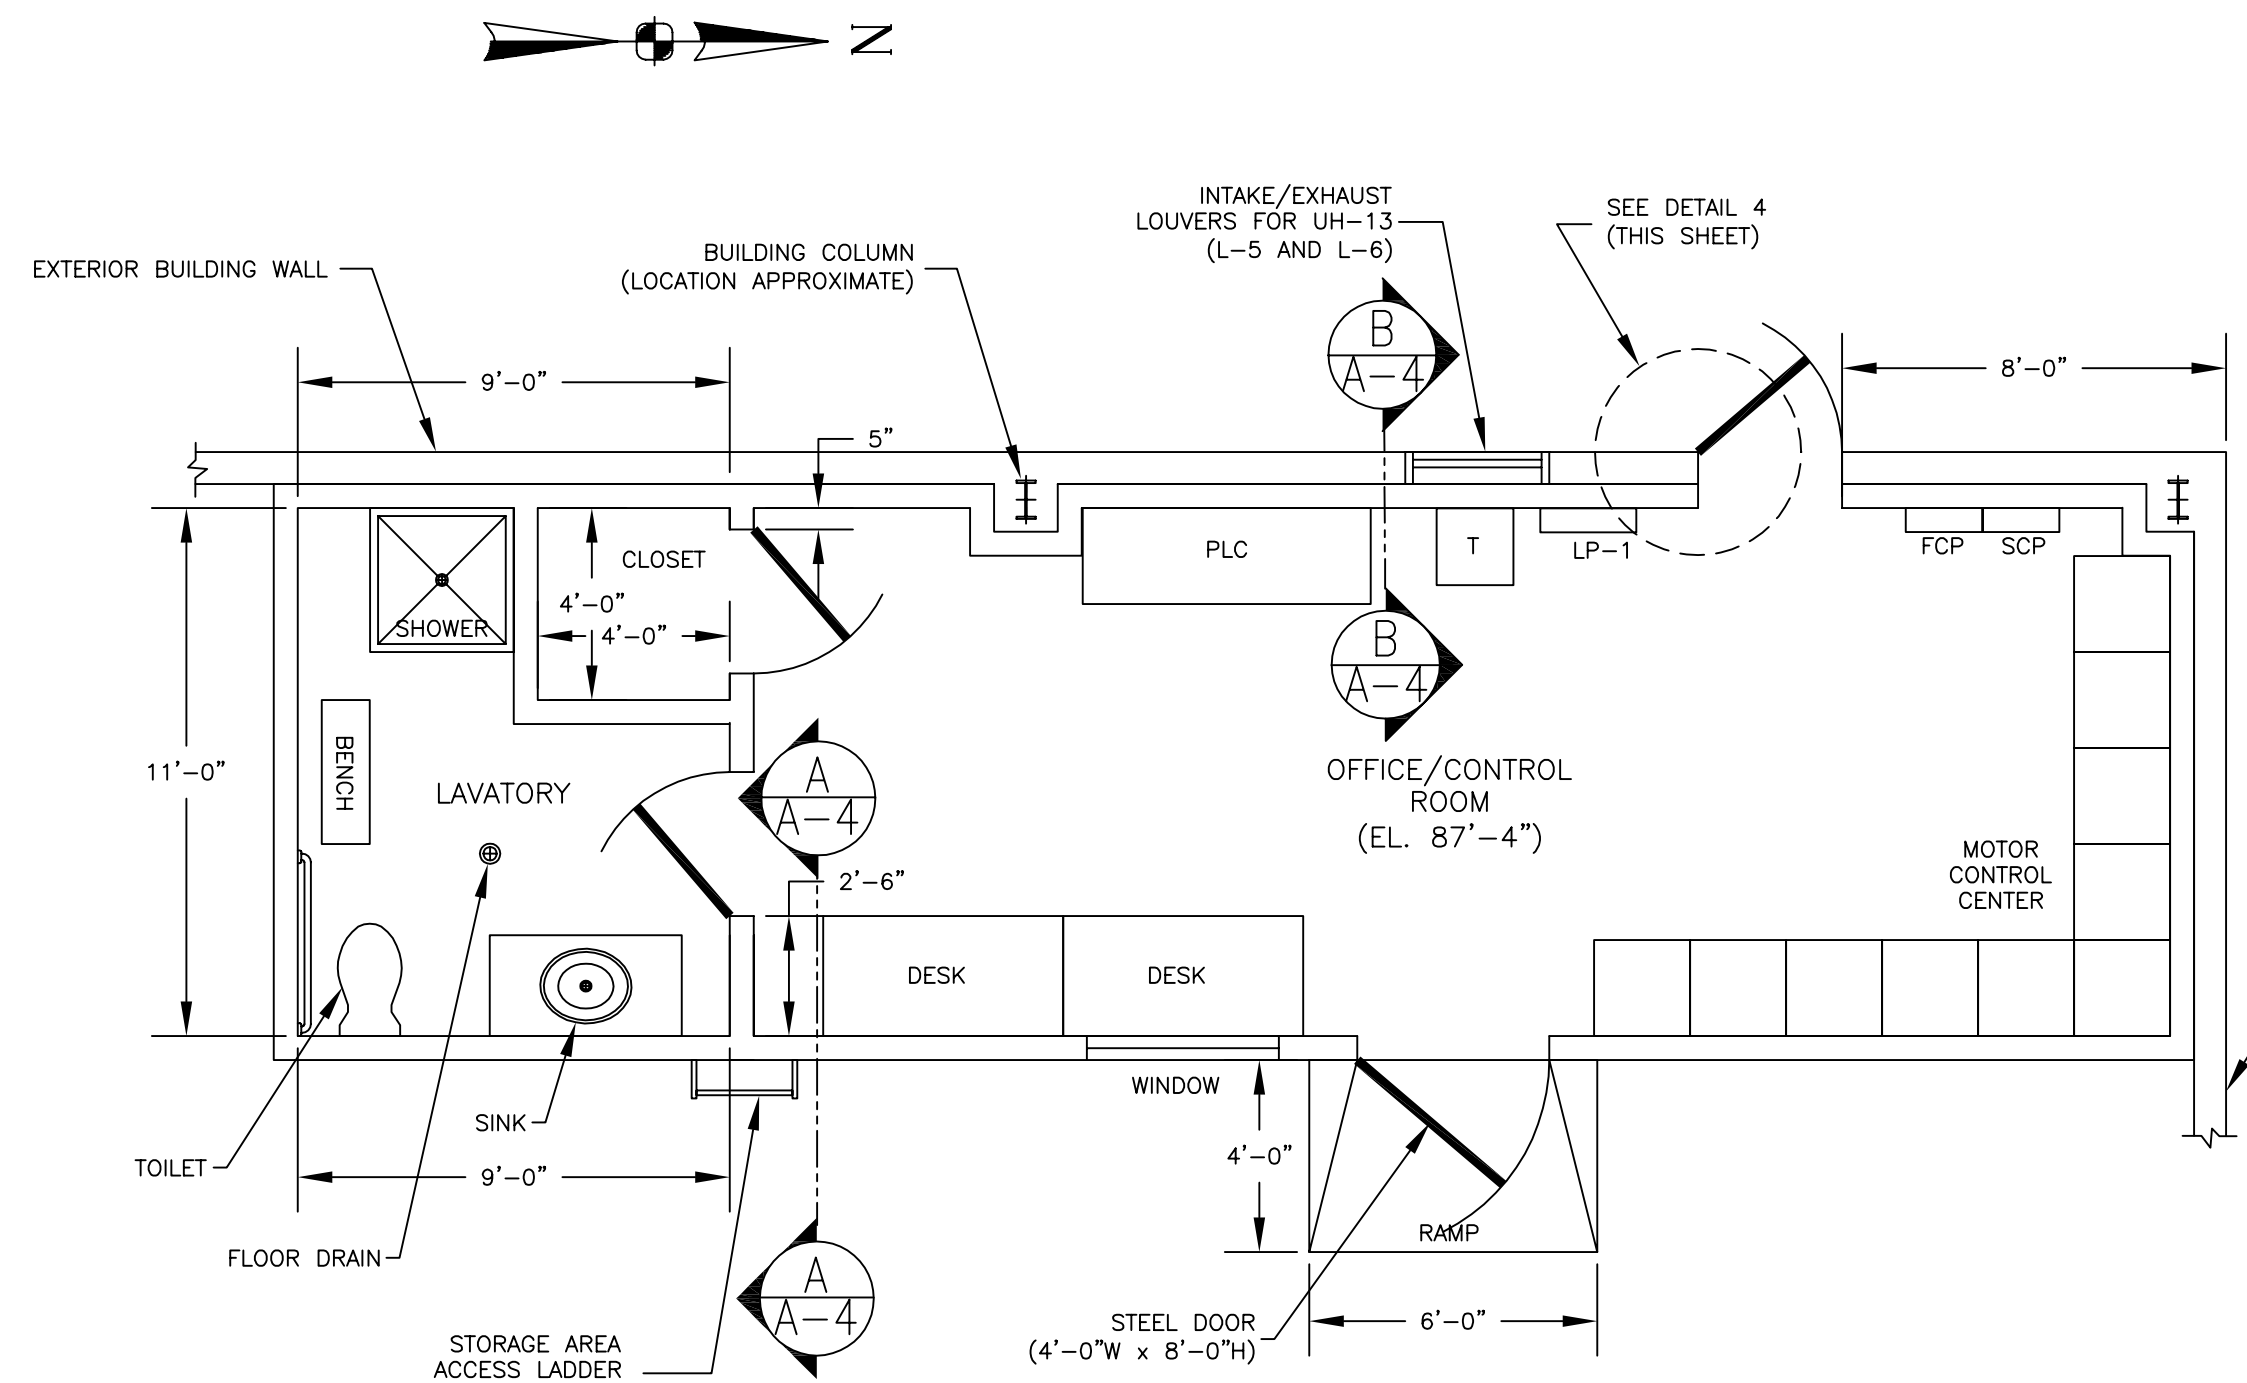 N
INTAKE/EXHAUST
LOUVERS FOR UH-13
(L-5 AND L-6)
SEE DETAIL 4
(THIS SHEET)
BUILDING COLUMN
(LOCATION APPROXIMATE)
EXTERIOR BUILDING WALL
B
A-4
9'-0"
8'-0"
5"
CLOSET
PLC
T
LP-1
FCP
SCP
4'-0"
SHOWER
4'-0"
B
A-4
BENCH
11'-0"
LAVATORY
A
A-4
OFFICE/CONTROL
ROOM
(EL. 87'-4")
2'-6"
MOTOR
CONTROL
CENTER
DESK
DESK
WINDOW
SINK
TOILET
9'-0"
4'-0"
RAMP
FLOOR DRAIN
A
A-4
STEEL DOOR
(4'-0"W x 8'-0"H)
6'-0"
STORAGE AREA
ACCESS LADDER